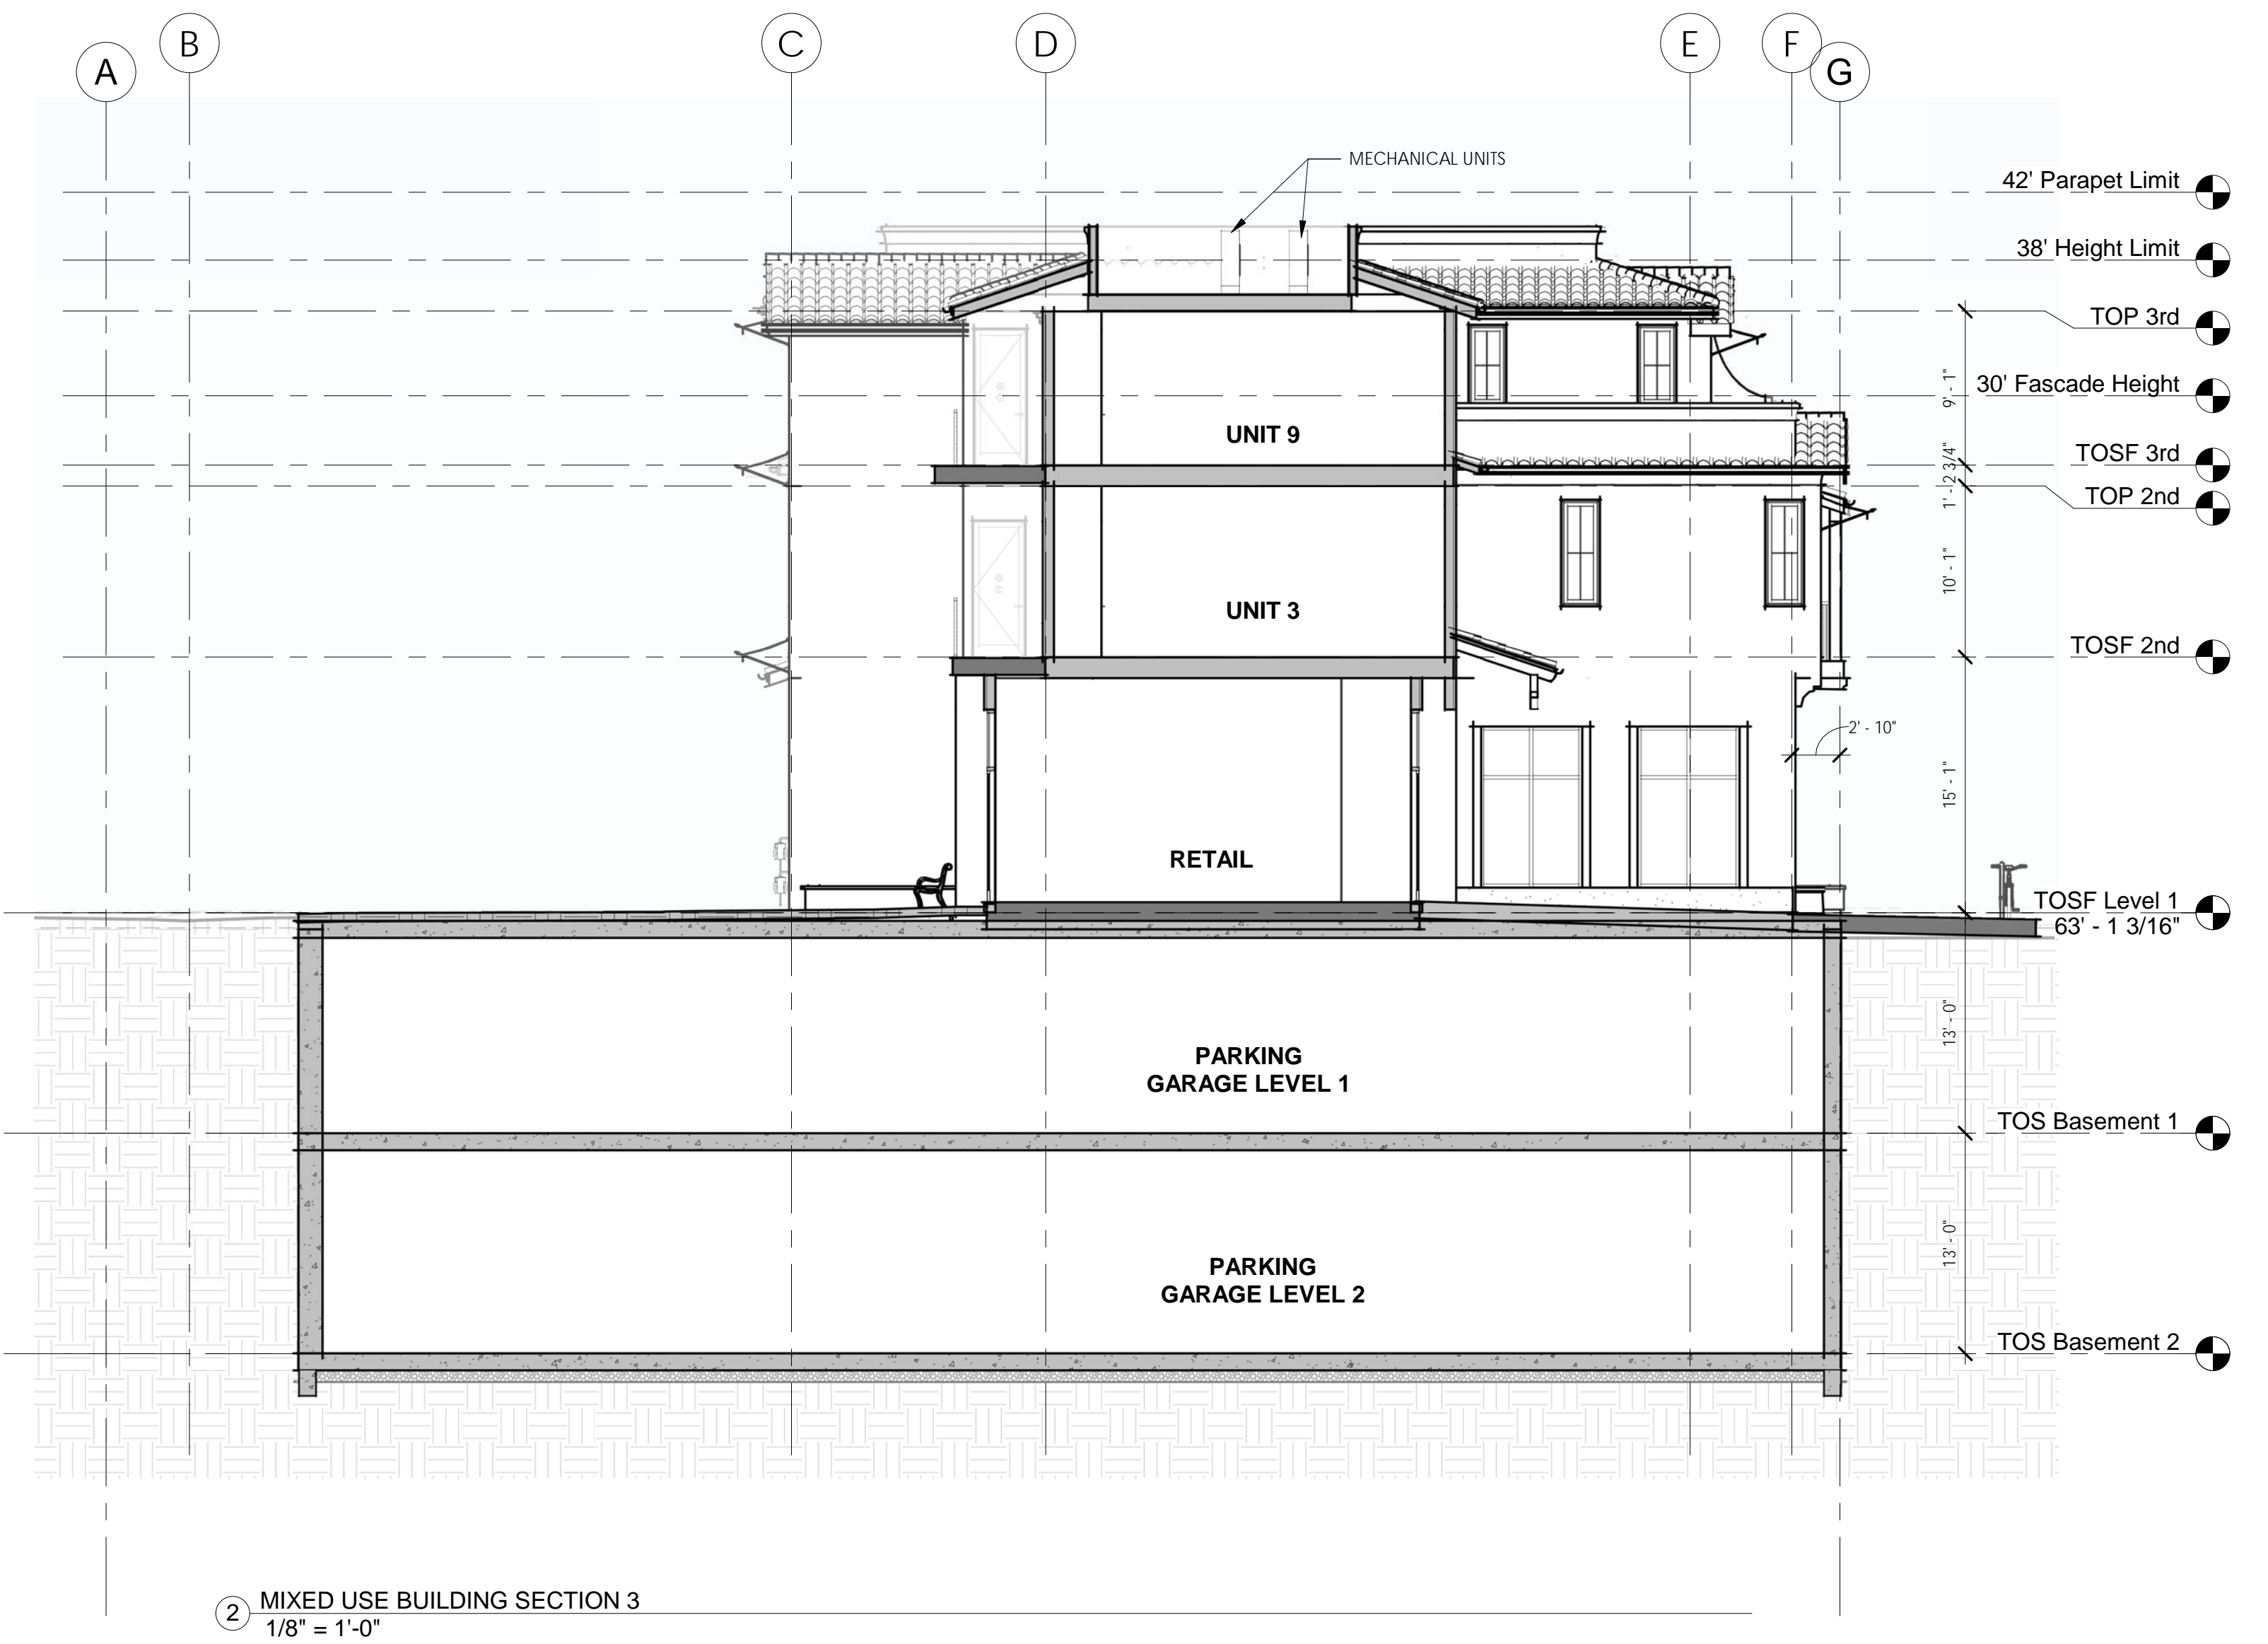 A
B
C
D
E
F
G
MECHANICAL UNITS
42' Parapet Limit
38' Height Limit
TOP 3rd
9' - 1"
30' Fascade Height
UNIT 9
TOSF 3rd
1' - 2 3/4"
TOP 2nd
10' - 1"
UNIT 3
TOSF 2nd
2' - 10"
15' - 1"
RETAIL
TOSF Level 1
63' - 1 3/16"
13' - 0"
PARKING
GARAGE LEVEL 1
TOS Basement 1
13' - 0"
PARKING
GARAGE LEVEL 2
TOS Basement 2
2
MIXED USE BUILDING SECTION 3
1/8" = 1'-0"